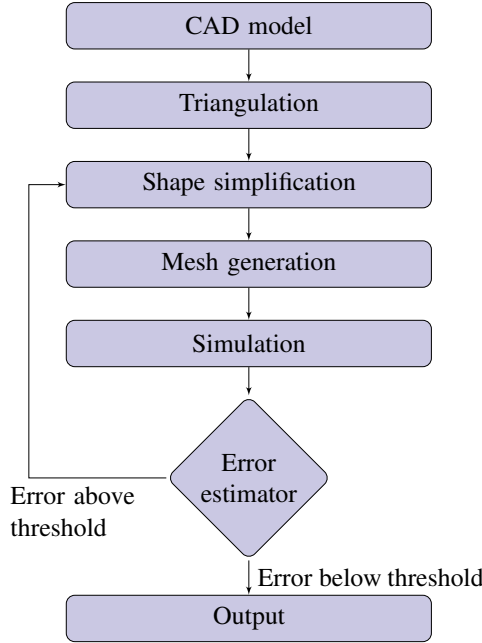 CAD model
Triangulation
Shape simplification
Mesh generation
Simulation
Error
estimator
Error above
threshold
Error below threshold
Output